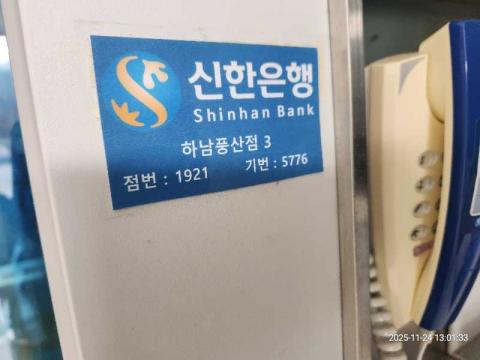 신한은행
Shinhan Bank
하남풍산점 3
점번 : 1921 기번 : 5776
2025-11-24 13:01:33